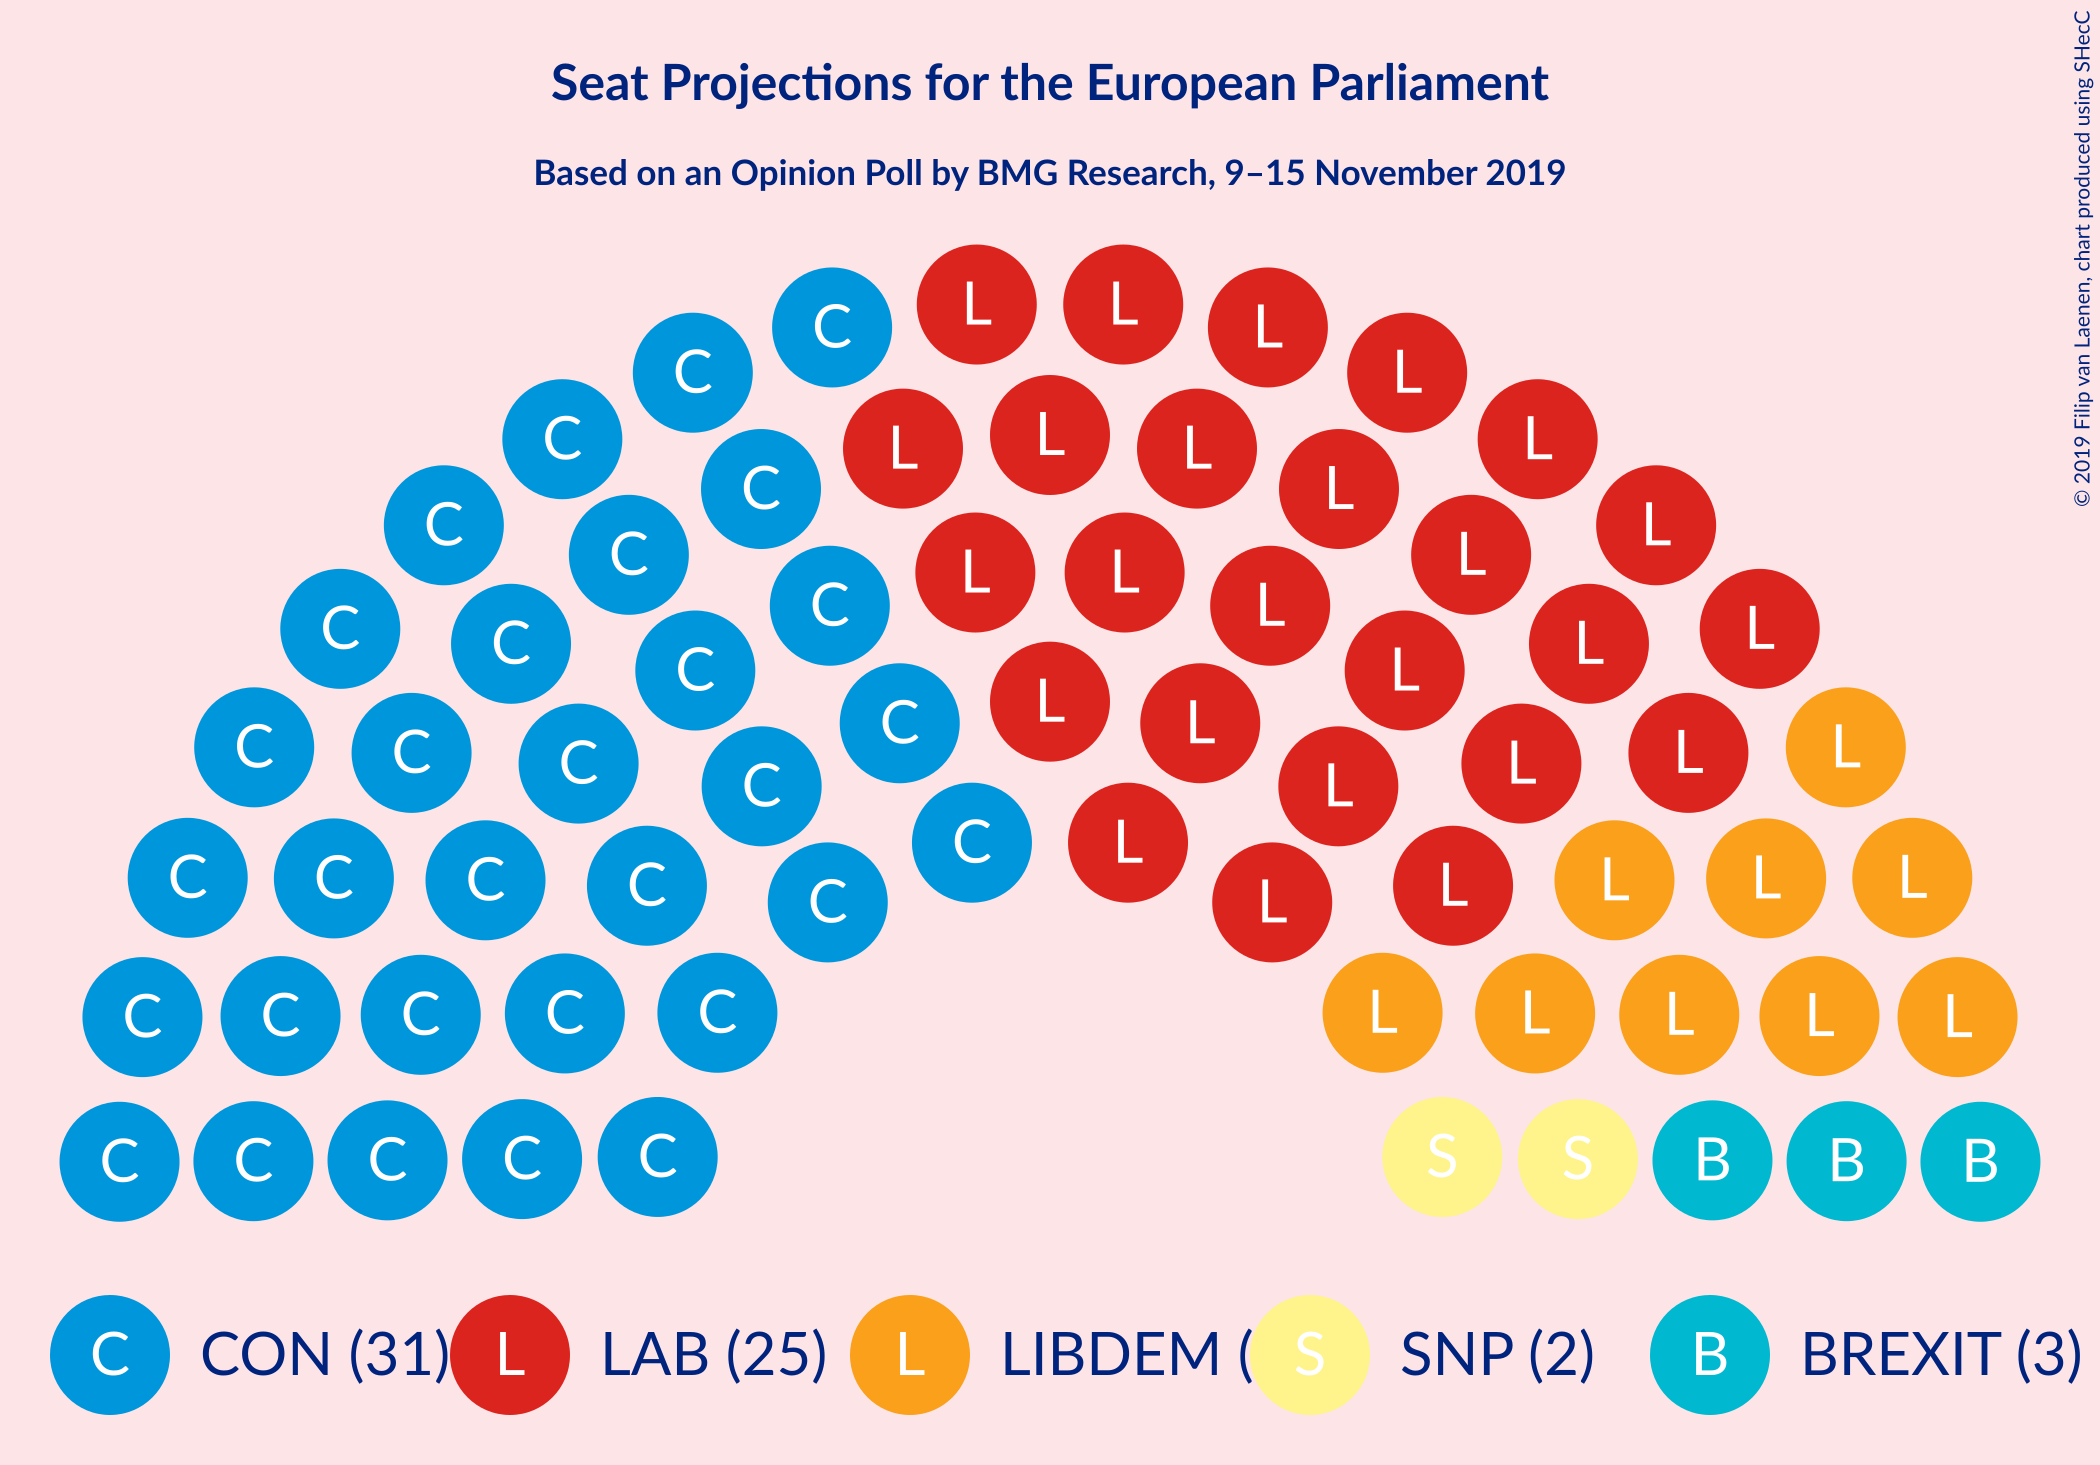 Seat Projections for the European Parliament
Based on an Opinion Poll by BMG Research, 9–15 November 2019
© 2019 Filip van Laenen, chart produced using SHecC
L L
C L
C L
L
C L
L L
C L
C L
C L
L L
C L
C L
C L
C L
L
C L
C L
C L
C L
C L
C L
C C C C L L L L
C L
C C C C C L L L L L
C C C C C S S B B B
C CON (31) L LAB (25) L LIBDEM ( S SNP (2) B BREXIT (3)